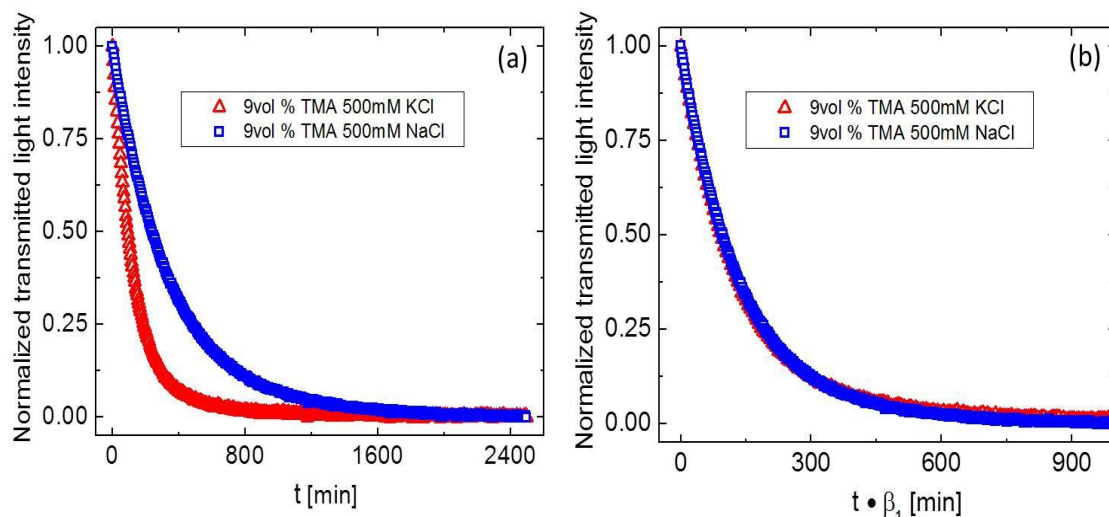 Normalized transmitted light intensity
1.00
0.75
0.50
0.25
0.00
(a)
9vol % TMA 500mM KCl
9vol % TMA 500mM NaCl
0
800
1600
2400
t [min]
Normalized transmitted light intensity
1.00
0.75
0.50
0.25
0.00
(b)
9vol % TMA 500mM KCl
9vol % TMA 500mM NaCl
0
300
600
900
t • β₁ [min]